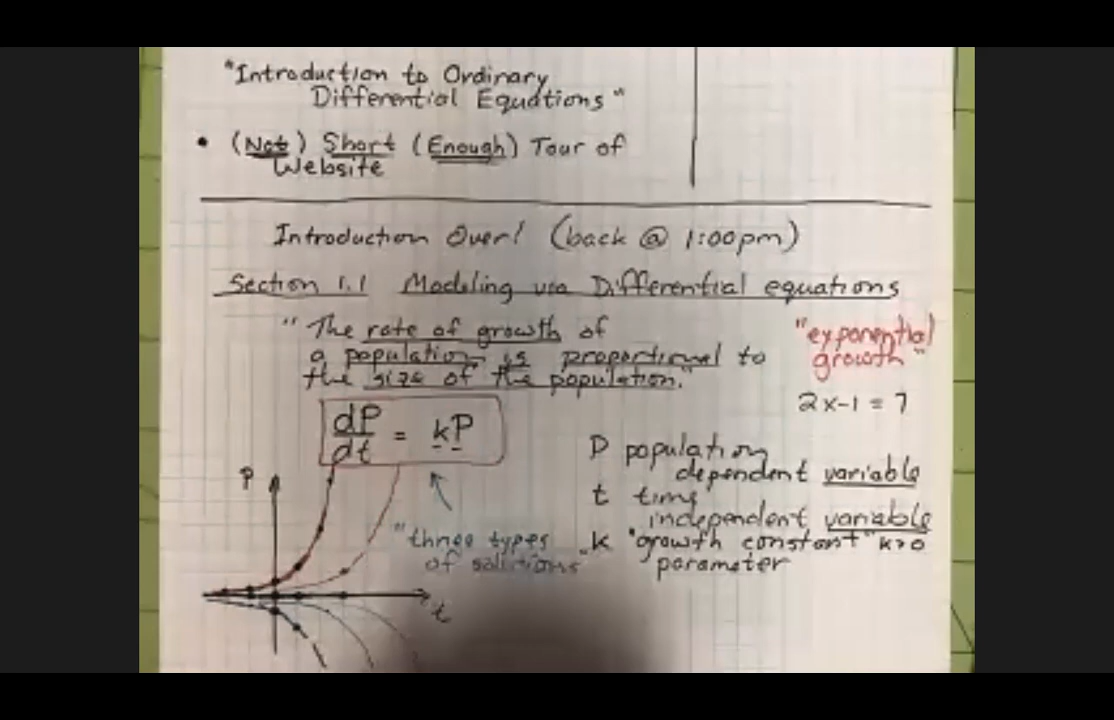 "Introduction to Ordinary
Differential Equations"
• (Not) Short (Enough) Tour of
Website
Introduction Over! (back @ 1:00pm)
Section 1.1 Modeling via Differential equations
"The rate of growth of
a population is proportional to
the size of the population."
"exponential
growth"
2x-1 = 7
dP/dt = kP
P population
dependent variable
t time
independent variable
k "growth constant" k>0
parameter
P
"three types
of solutions"
t